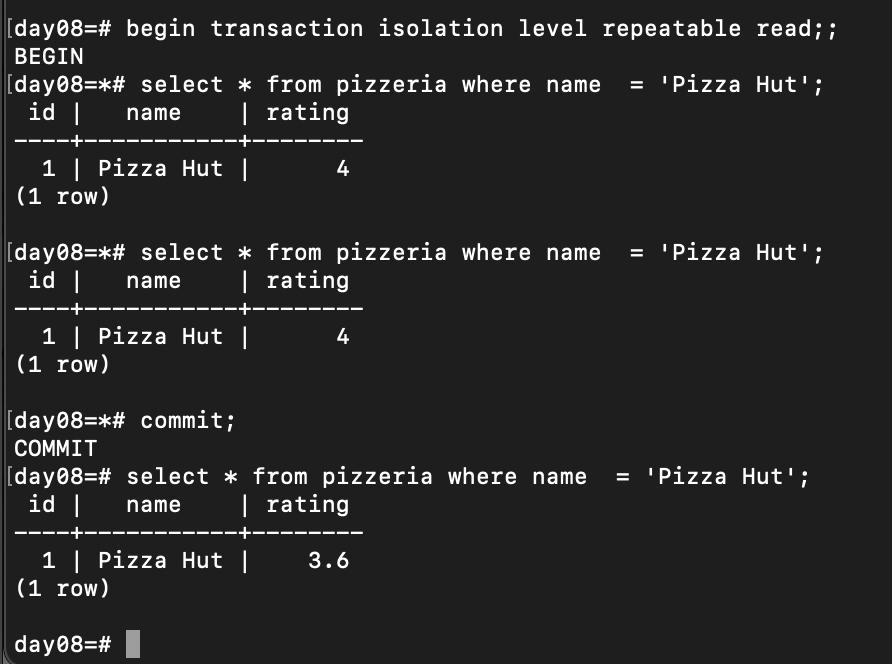 [day08=# begin transaction isolation level repeatable read;;
BEGIN
[day08=*# select * from pizzeria where name  = 'Pizza Hut';
 id |   name    | rating
----+-----------+--------
  1 | Pizza Hut |      4
(1 row)

[day08=*# select * from pizzeria where name  = 'Pizza Hut';
 id |   name    | rating
----+-----------+--------
  1 | Pizza Hut |      4
(1 row)

[day08=*# commit;
COMMIT
[day08=# select * from pizzeria where name  = 'Pizza Hut';
 id |   name    | rating
----+-----------+--------
  1 | Pizza Hut |    3.6
(1 row)

day08=#